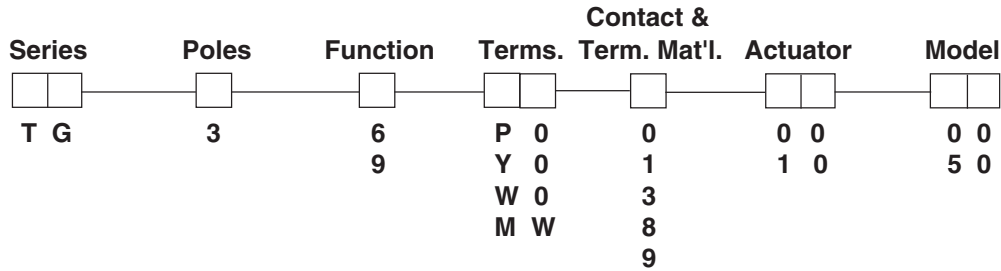 Contact &
Series Poles Function Terms. Term. Mat'l. Actuator Model
T G 3 6 P 0 0 0 0 0 0
9 Y 0 1 1 0 5 0
W 0 3
M W 8
9